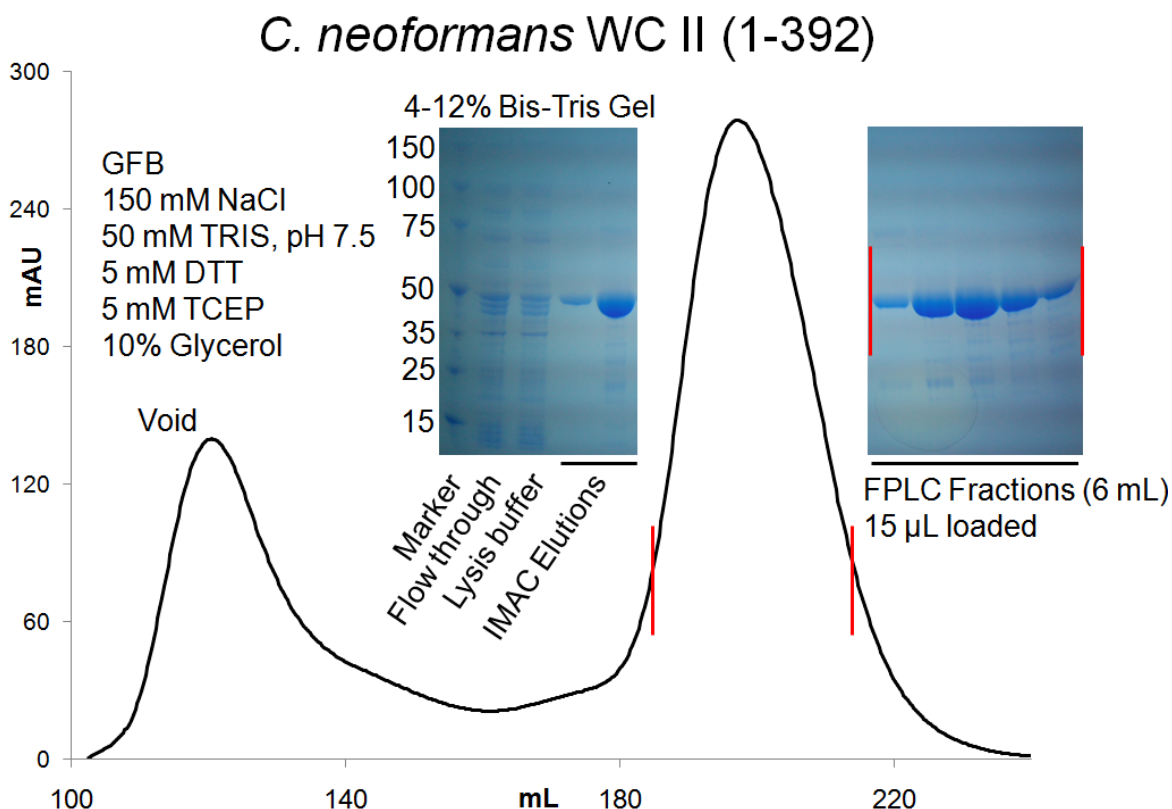 C. neoformans WC II (1-392)
300
240
180
120
60
0
mAU
GFB
150 mM NaCl
50 mM TRIS, pH 7.5
5 mM DTT
5 mM TCEP
10% Glycerol
Void
4-12% Bis-Tris Gel
150
100
75
50
35
25
15
Marker
Flow through
Lysis buffer
IMAC Elutions
FPLC Fractions (6 mL)
15 µL loaded
100
140
180
220
mL